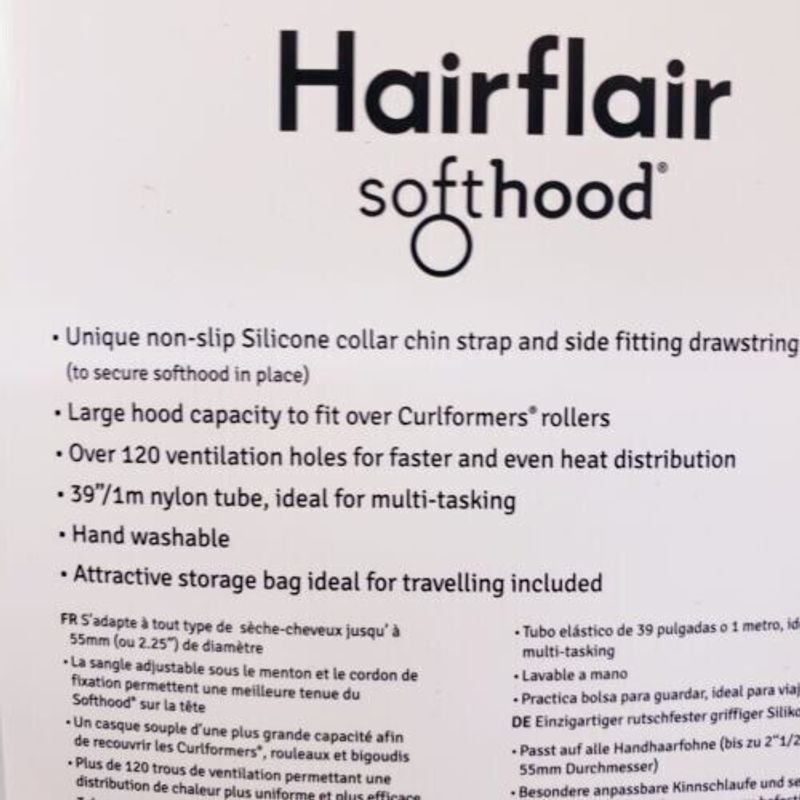 Hairflair
softhood®
• Unique non-slip Silicone collar chin strap and side fitting drawstring
(to secure softhood in place)
• Large hood capacity to fit over Curlformers® rollers
• Over 120 ventilation holes for faster and even heat distribution
• 39”/1m nylon tube, ideal for multi-tasking
• Hand washable
• Attractive storage bag ideal for travelling included
FR S’adapte à tout type de sèche-cheveux jusqu’ à
55mm (ou 2.25”) de diamètre
• La sangle adjustable sous le menton et le cordon de
fixation permettent une meilleure tenue du
Softhood® sur la tête
• Un casque souple d’une plus grande capacité afin
de recouvrir les Curlformers®, rouleaux et bigoudis
• Plus de 120 trous de ventilation permettant une
distribution de chaleur plus uniforme et plus efficace
• Tubo elástico de 39 pulgadas o 1 metro,
multi-tasking
• Lavable a mano
• Practica bolsa para guardar, ideal para
DE Einzigartiger rutschfester griffiger
• Passt auf alle Handhaarfohne (bis zu 2”1/2
55mm Durchmesser)
• Besondere anpassbare Kinnschlaufe und